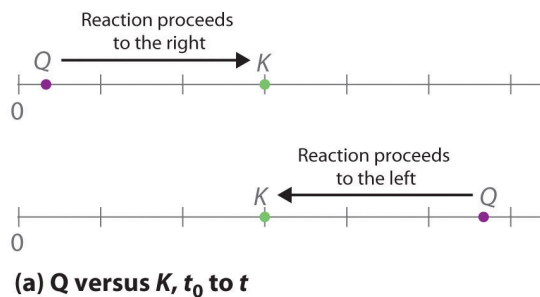 Reaction proceeds
to the right
Q
K
0
Reaction proceeds
to the left
K
Q
0
(a) Q versus K, t₀ to t